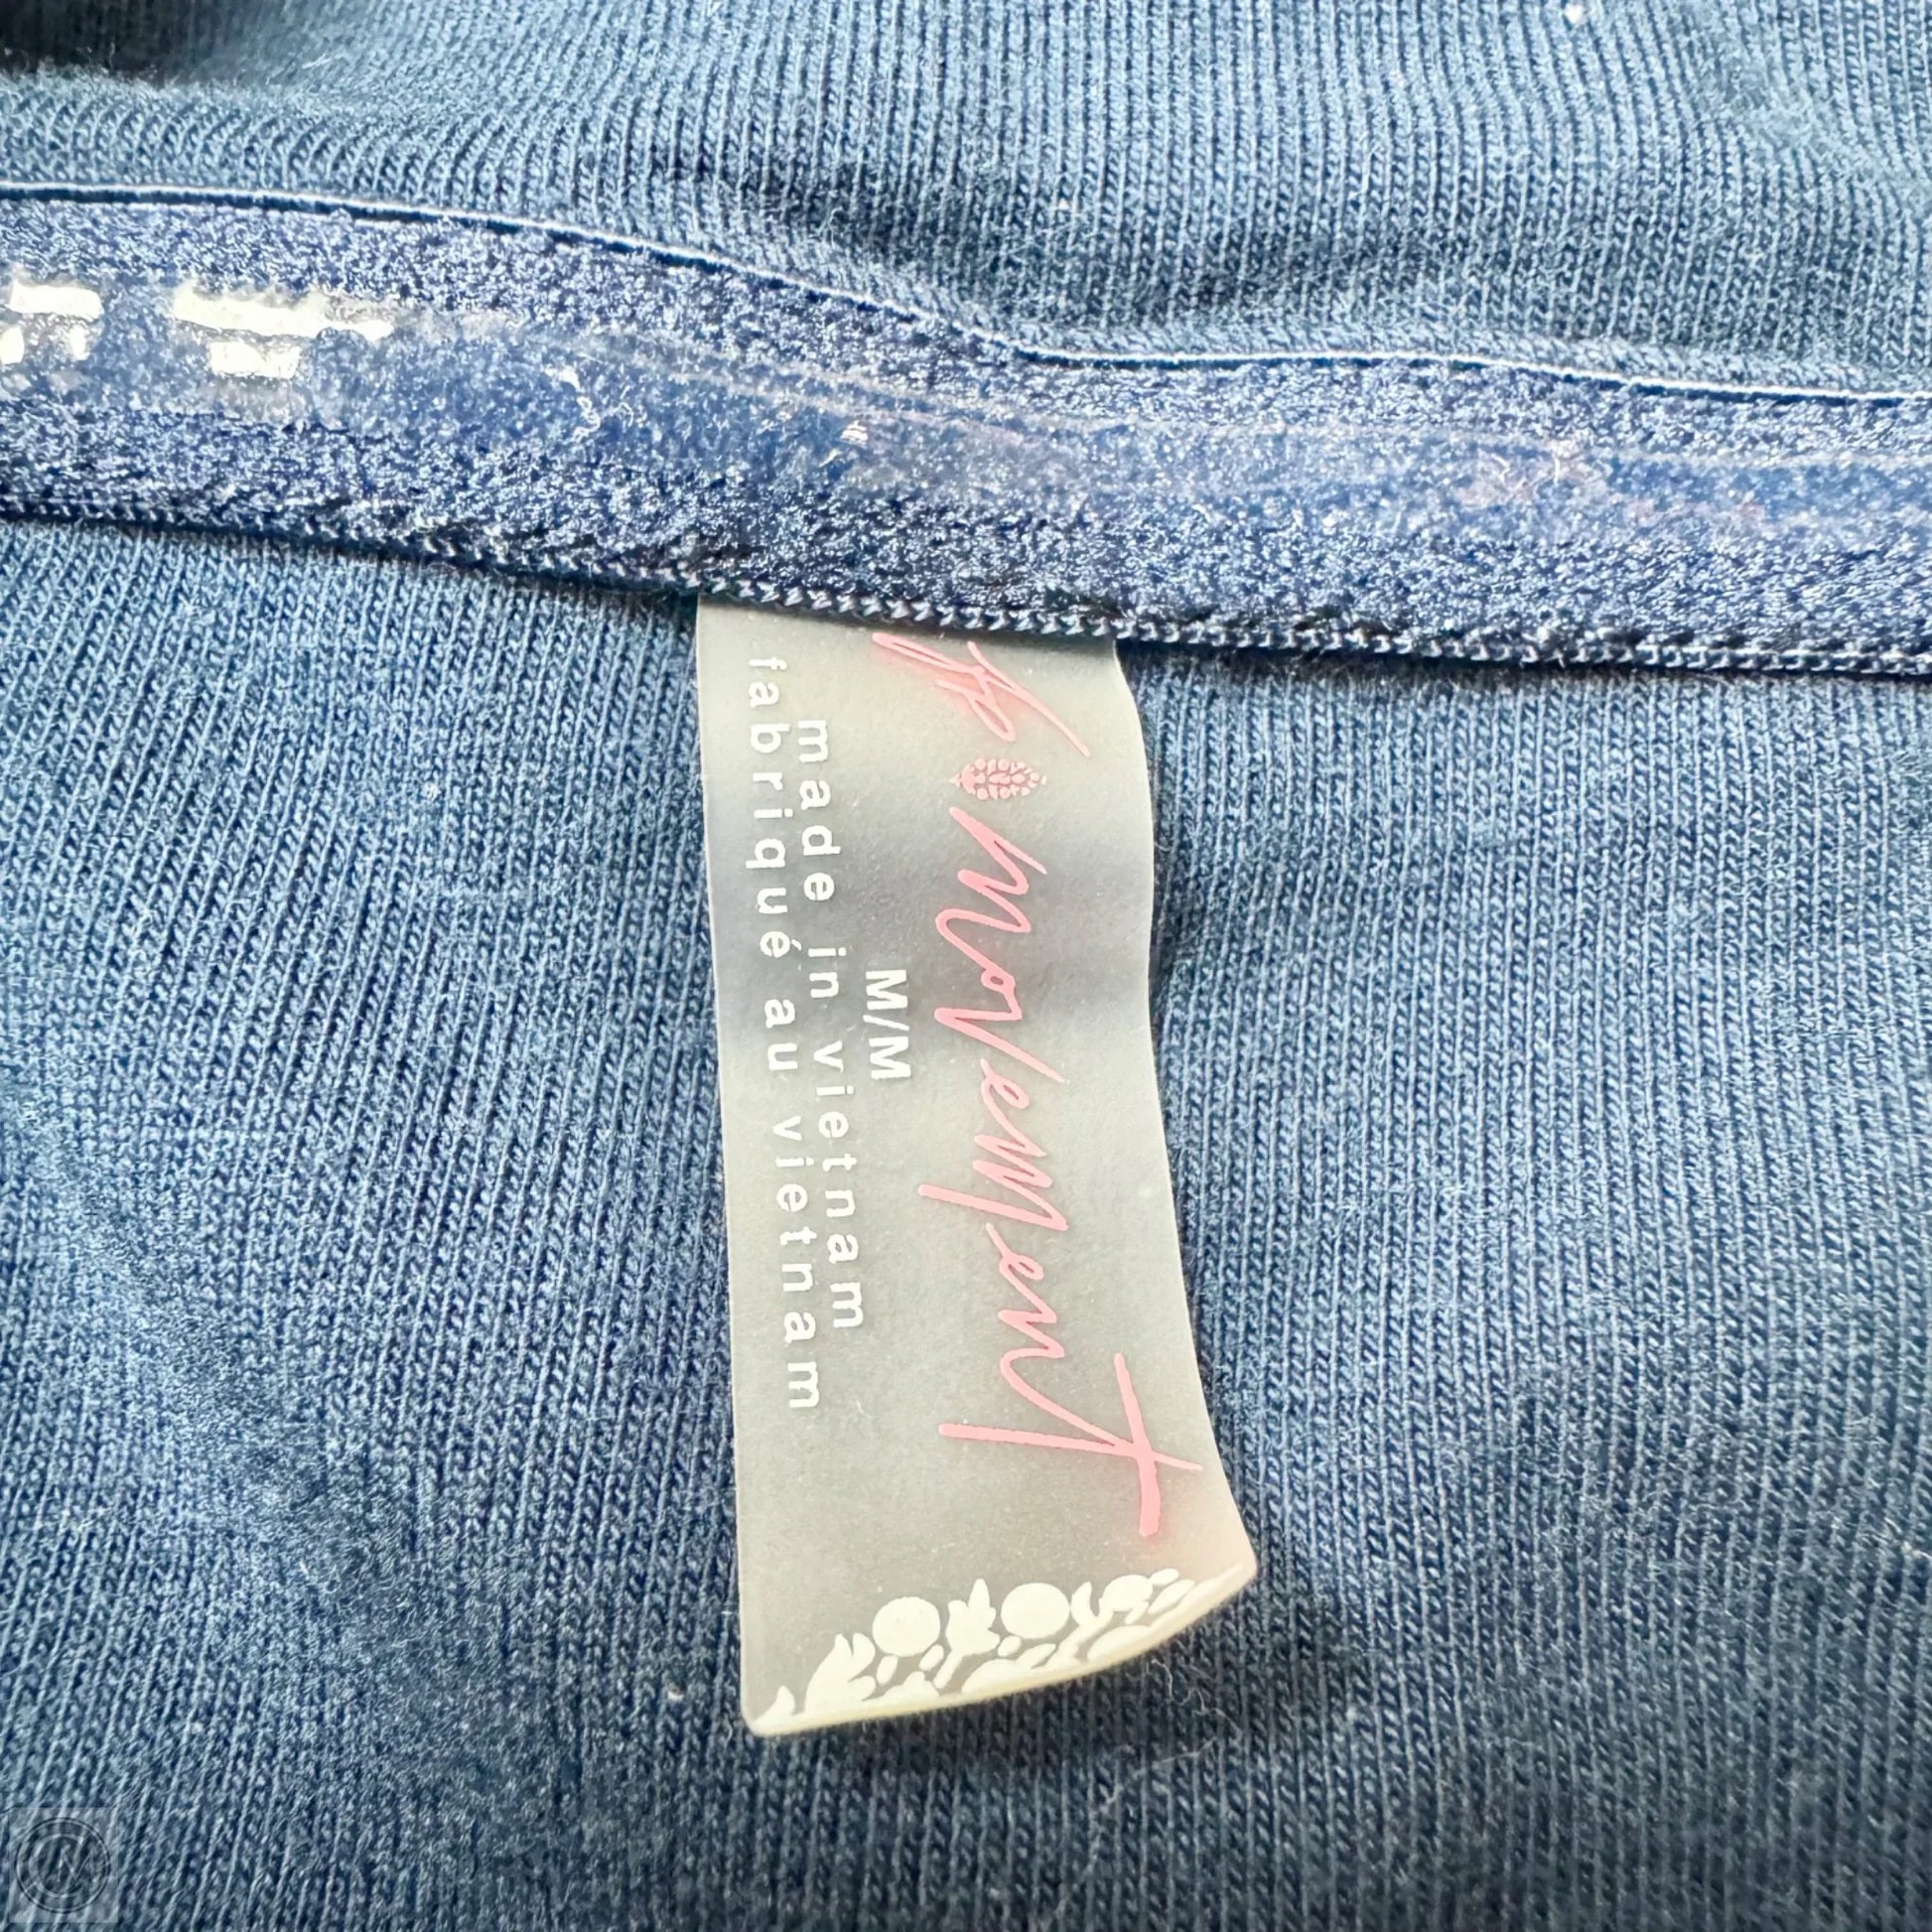 fp movement
M/M
made in vietnam
fabriqué au vietnam